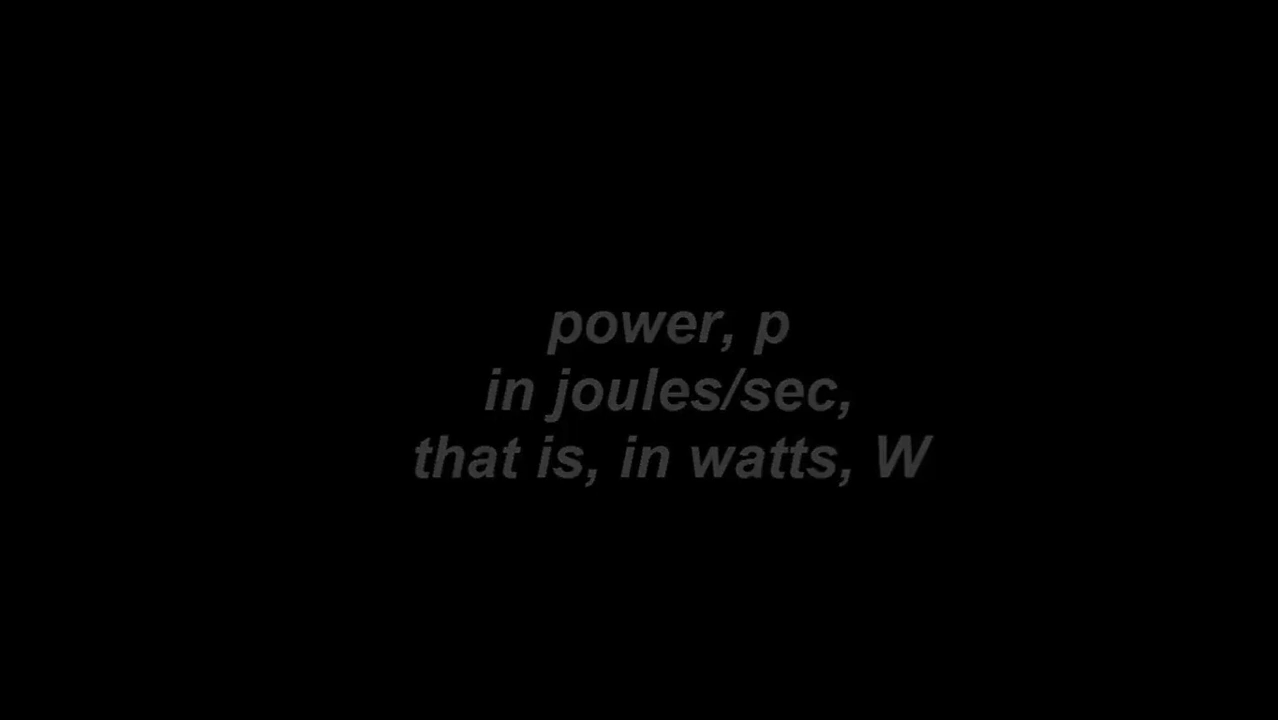 power, p
in joules/sec,
that is, in watts, W